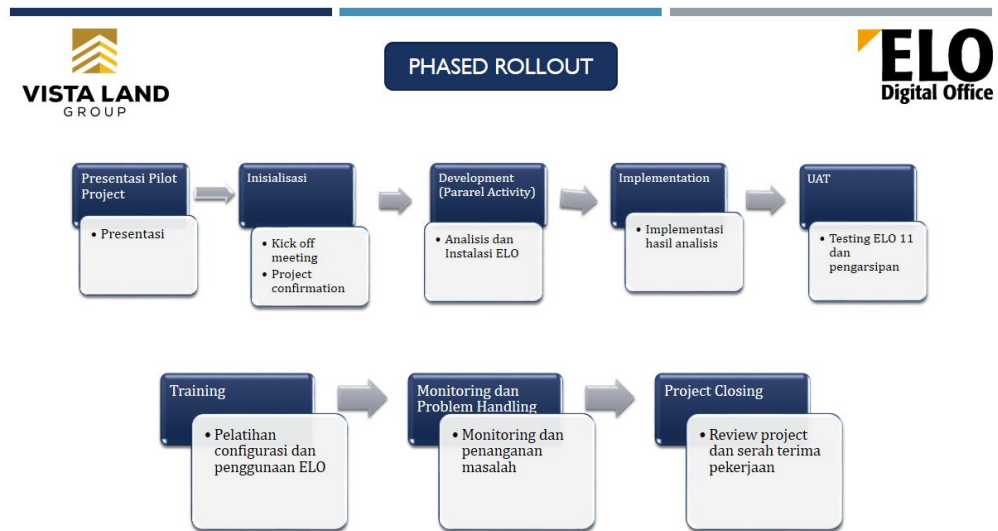 VISTA LAND
GROUP
PHASED ROLLOUT
ELO
Digital Office
Presentasi Pilot
Project
• Presentasi
Inisialisasi
• Kick off
meeting
• Project
confirmation
Development
(Pararel Activity)
• Analisis dan
Instalasi ELO
Implementation
• Implementasi
hasil analisis
UAT
• Testing ELO 11
dan
pengarsipan
Training
• Pelatihan
configurasi dan
penggunaan ELO
Monitoring dan
Problem Handling
• Monitoring dan
penanganan
masalah
Project Closing
• Review project
dan serah terima
pekerjaan